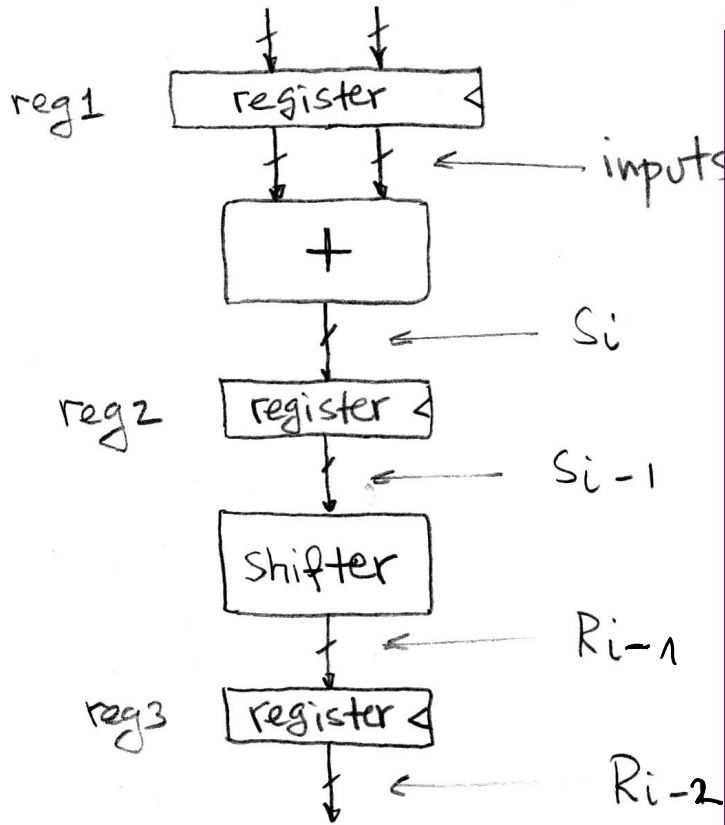 reg1
register
inputs
+
Si
reg2
register
Si-1
Shifter
Ri-1
reg3
register
Ri-2